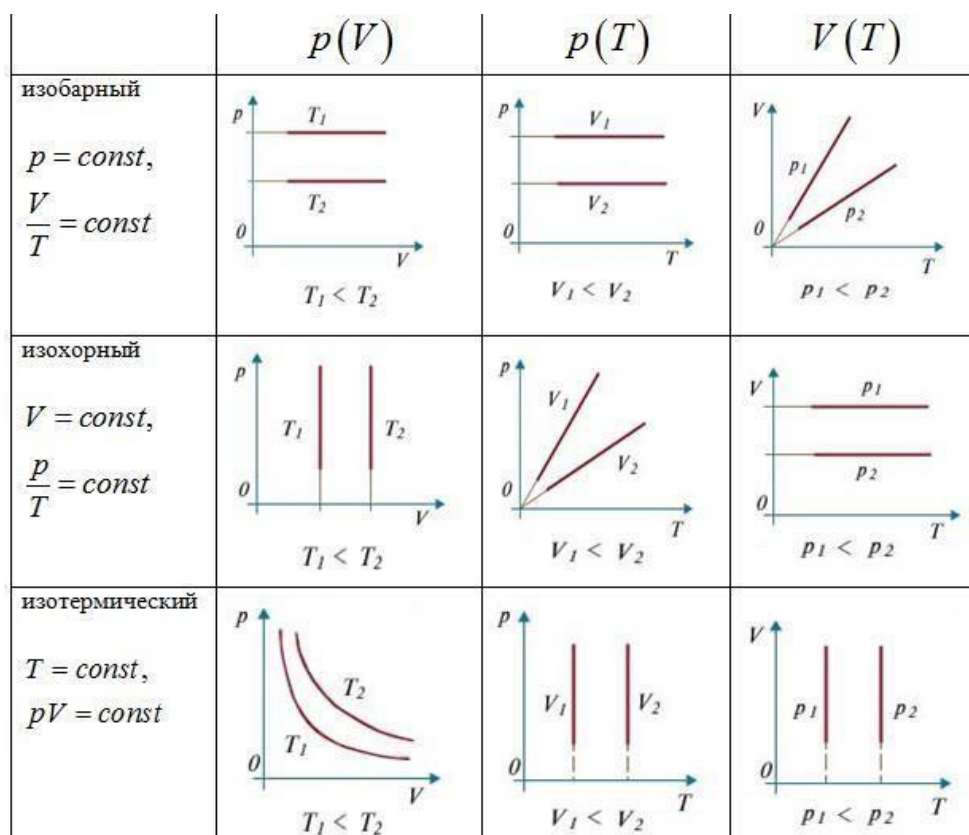 p(V) p(T) V(T)
изобарный
p = const,
V/T = const
p T₁ T₂ 0 V
T₁ < T₂
p V₁ V₂ 0 T
V₁ < V₂
V p₁ p₂ 0 T
p₁ < p₂
изохорный
V = const,
p/T = const
p T₁ T₂ 0 V
T₁ < T₂
p V₁ V₂ 0 T
V₁ < V₂
V p₁ p₂ 0 T
p₁ < p₂
изотермический
T = const,
pV = const
p T₂ T₁ 0 V
T₁ < T₂
p V₁ V₂ 0 T
V₁ < V₂
V p₁ p₂ 0 T
p₁ < p₂